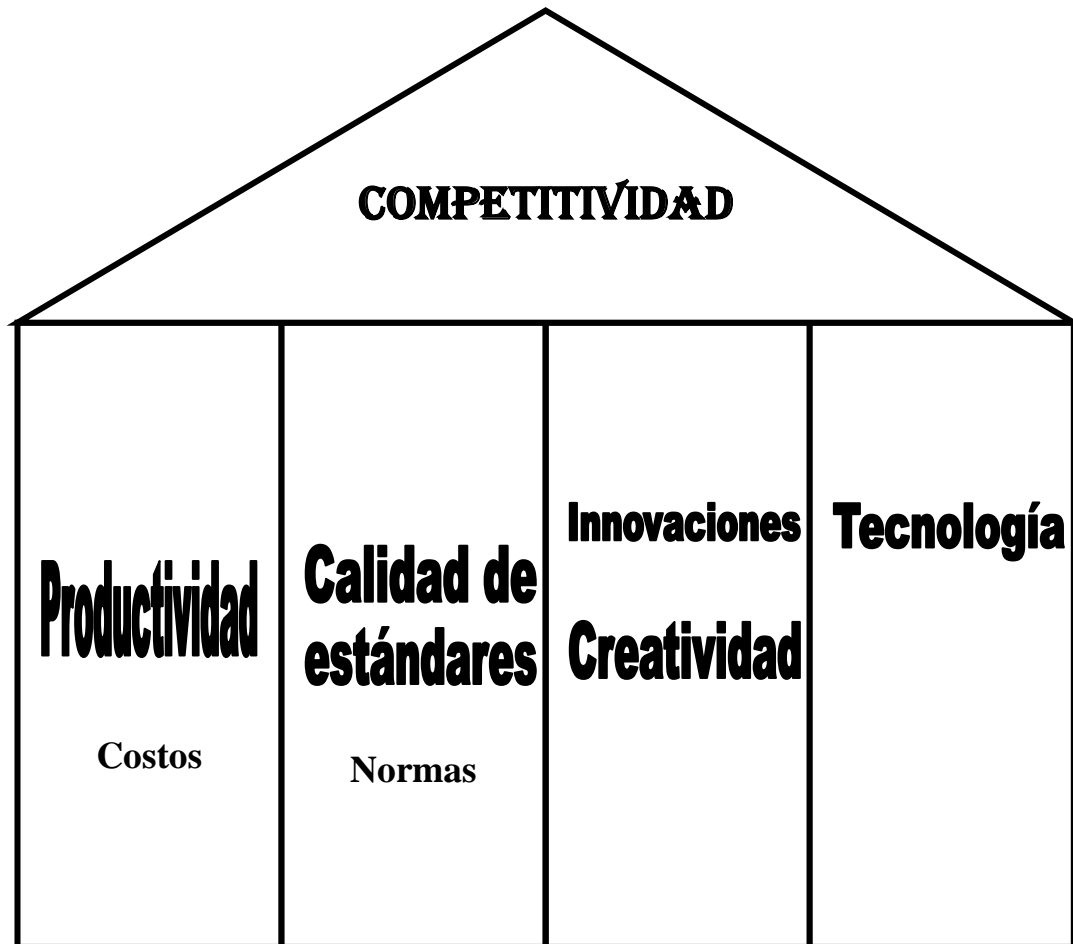 COMPETITIVIDAD
Productividad
Costos
Calidad de
estándares
Normas
Innovaciones
Creatividad
Tecnología